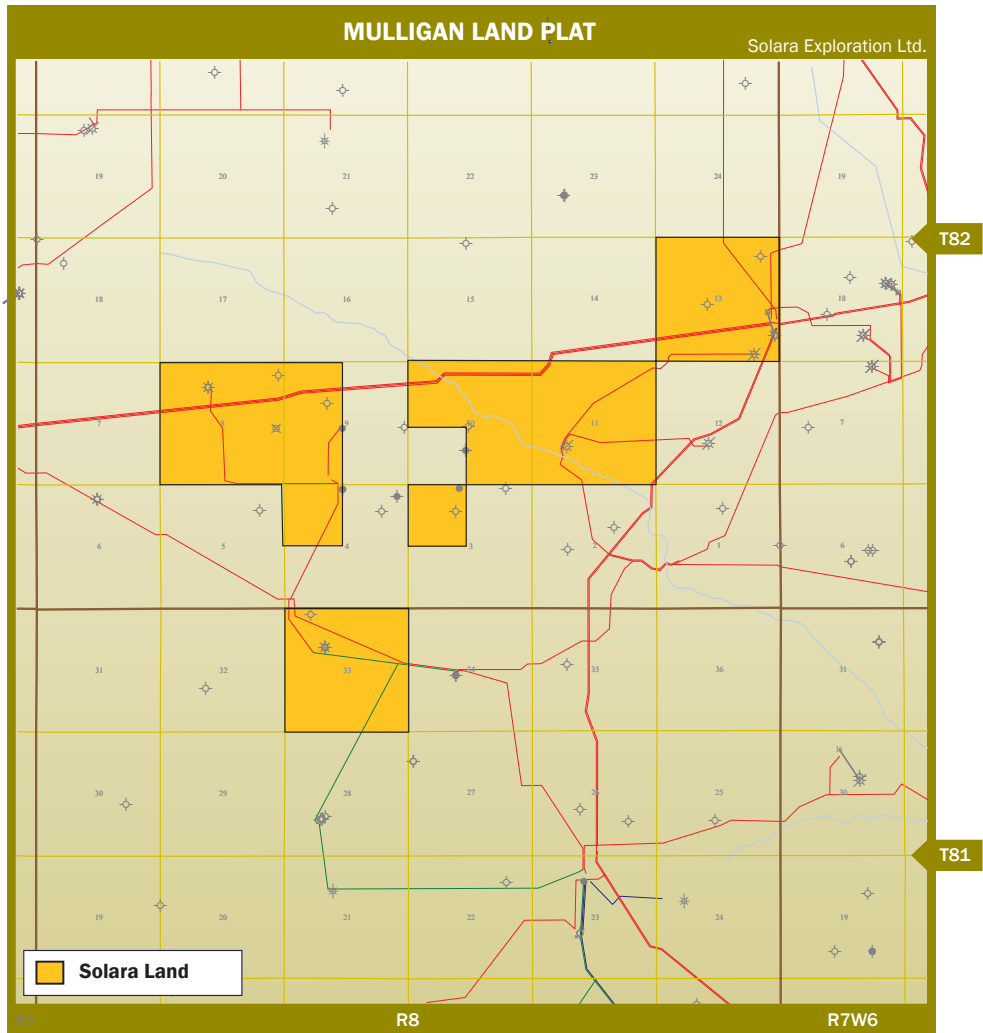 MULLIGAN LAND PLAT
Solara Exploration Ltd.
19 20 21 22 23 24 19
T82
18 17 16 15 14 13 18
7 8 9 10 11 12 7
6 5 4 3 2 1 6
31 32 33 34 35 36 31
30 29 28 27 26 25 30
T81
19 20 21 22 23 24 19
Solara Land
R8 R7W6